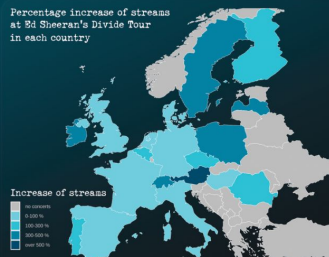 Percentage increase of streams
at Ed Sheeran's Divide Tour
in each country
Increase of streams
no concerts
0-100 %
100-300 %
300-500 %
over 500 %